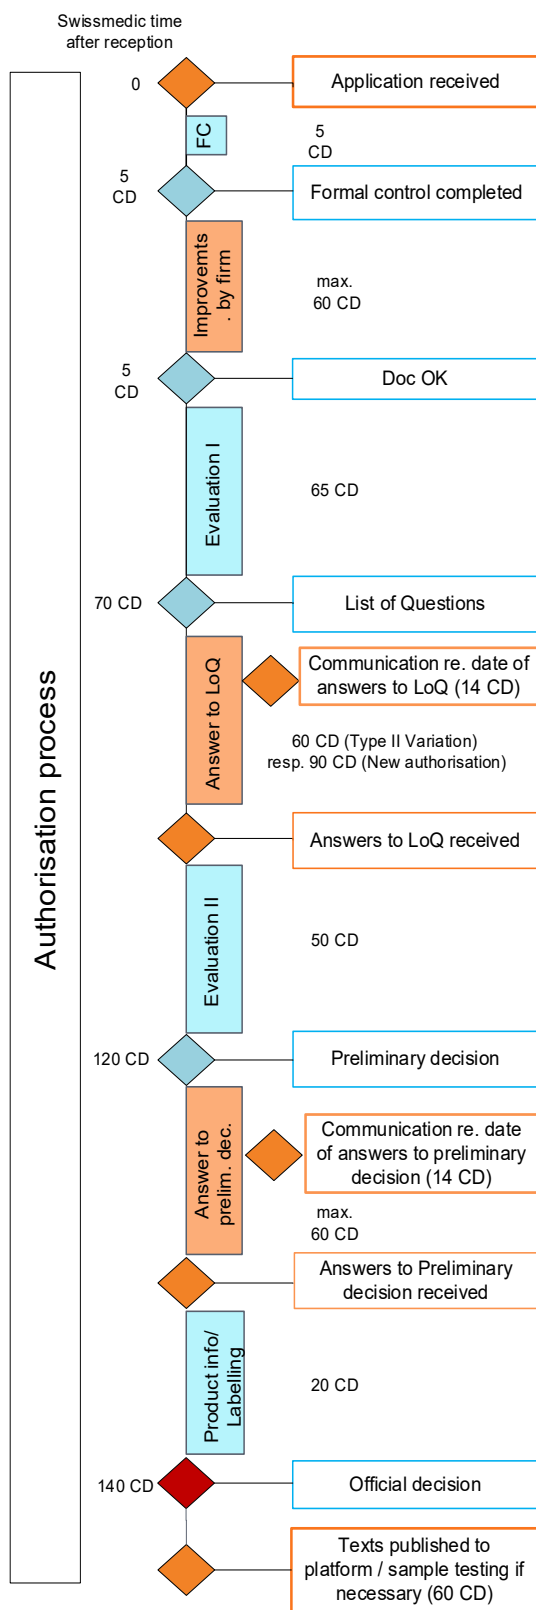 Swissmedic time
after reception
Authorisation process
0
Application received
FC
5
CD
5
CD
Formal control completed
Improvemts
. by firm
max.
60 CD
5
CD
Doc OK
Evaluation I
65 CD
70 CD
List of Questions
Answer to LoQ
Communication re. date of
answers to LoQ (14 CD)
60 CD (Type II Variation)
resp. 90 CD (New authorisation)
Answers to LoQ received
Evaluation II
50 CD
120 CD
Preliminary decision
Answer to
prelim. dec.
Communication re. date
of answers to preliminary
decision (14 CD)
max.
60 CD
Answers to Preliminary
decision received
Product info/
Labelling
20 CD
140 CD
Official decision
Texts published to
platform / sample testing if
necessary (60 CD)